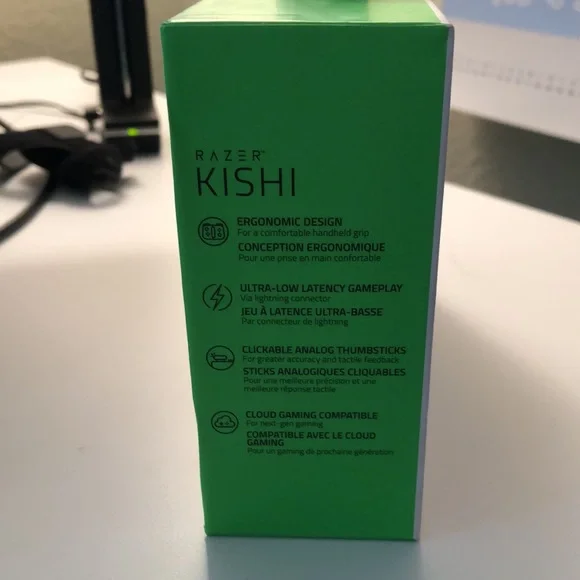 RAZER™
KISHI
ERGONOMIC DESIGN
For a comfortable handheld grip
CONCEPTION ERGONOMIQUE
Pour une prise en main confortable
ULTRA-LOW LATENCY GAMEPLAY
Via lightning connector
JEU À LATENCE ULTRA-BASSE
Par connecteur de lightning
CLICKABLE ANALOG THUMBSTICKS
For greater accuracy and tactile feedback
STICKS ANALOGIQUES CLIQUABLES
Pour une meilleure précision et une
meilleure réponse tactile
CLOUD GAMING COMPATIBLE
For next-gen gaming
COMPATIBLE AVEC LE CLOUD
GAMING
Pour un gaming de prochaine génération